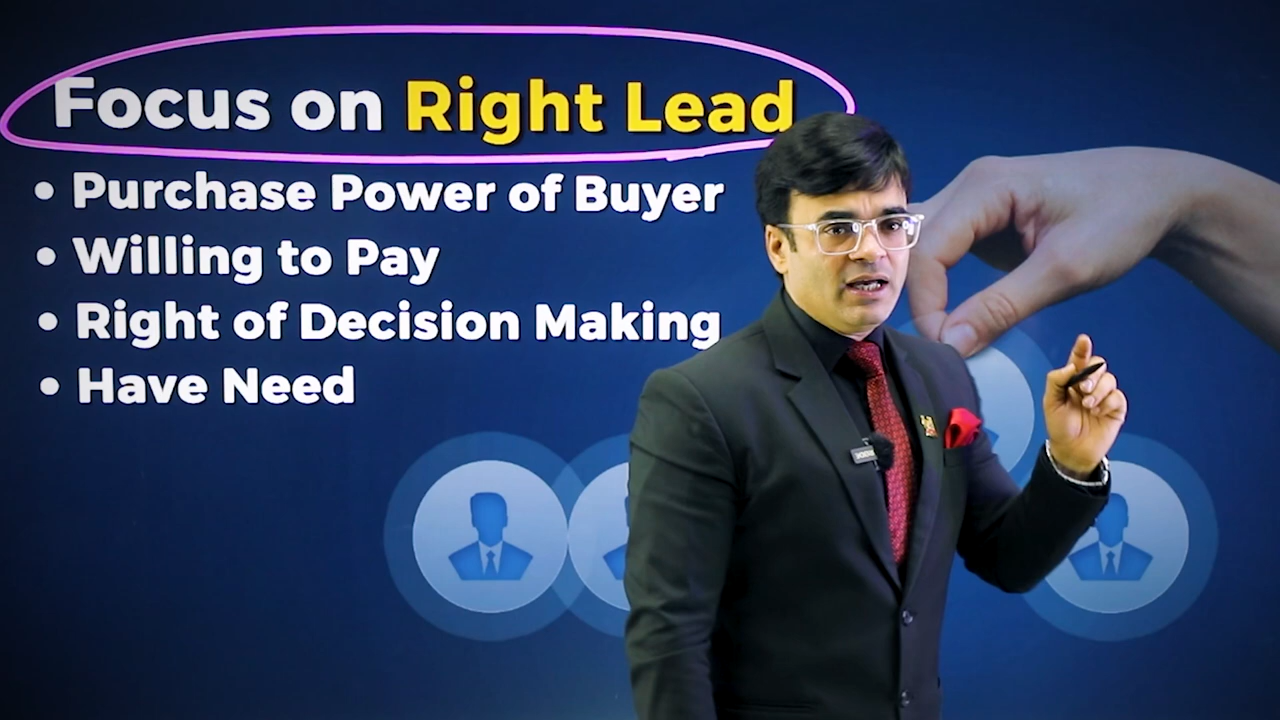 Focus on Right Lead
• Purchase Power of Buyer
• Willing to Pay
• Right of Decision Making
• Have Need